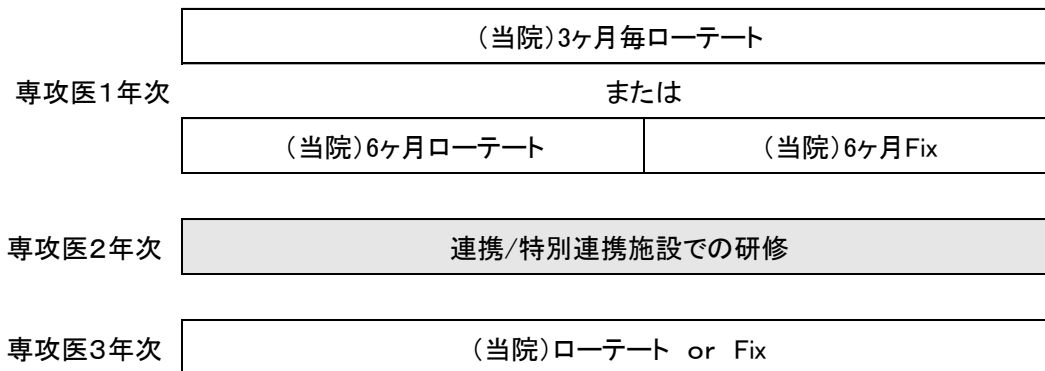 （当院）3ヶ月毎ローテート
専攻医１年次
または
（当院）6ヶ月ローテート
（当院）6ヶ月Fix
専攻医２年次
連携/特別連携施設での研修
専攻医３年次
（当院）ローテート　or　Fix